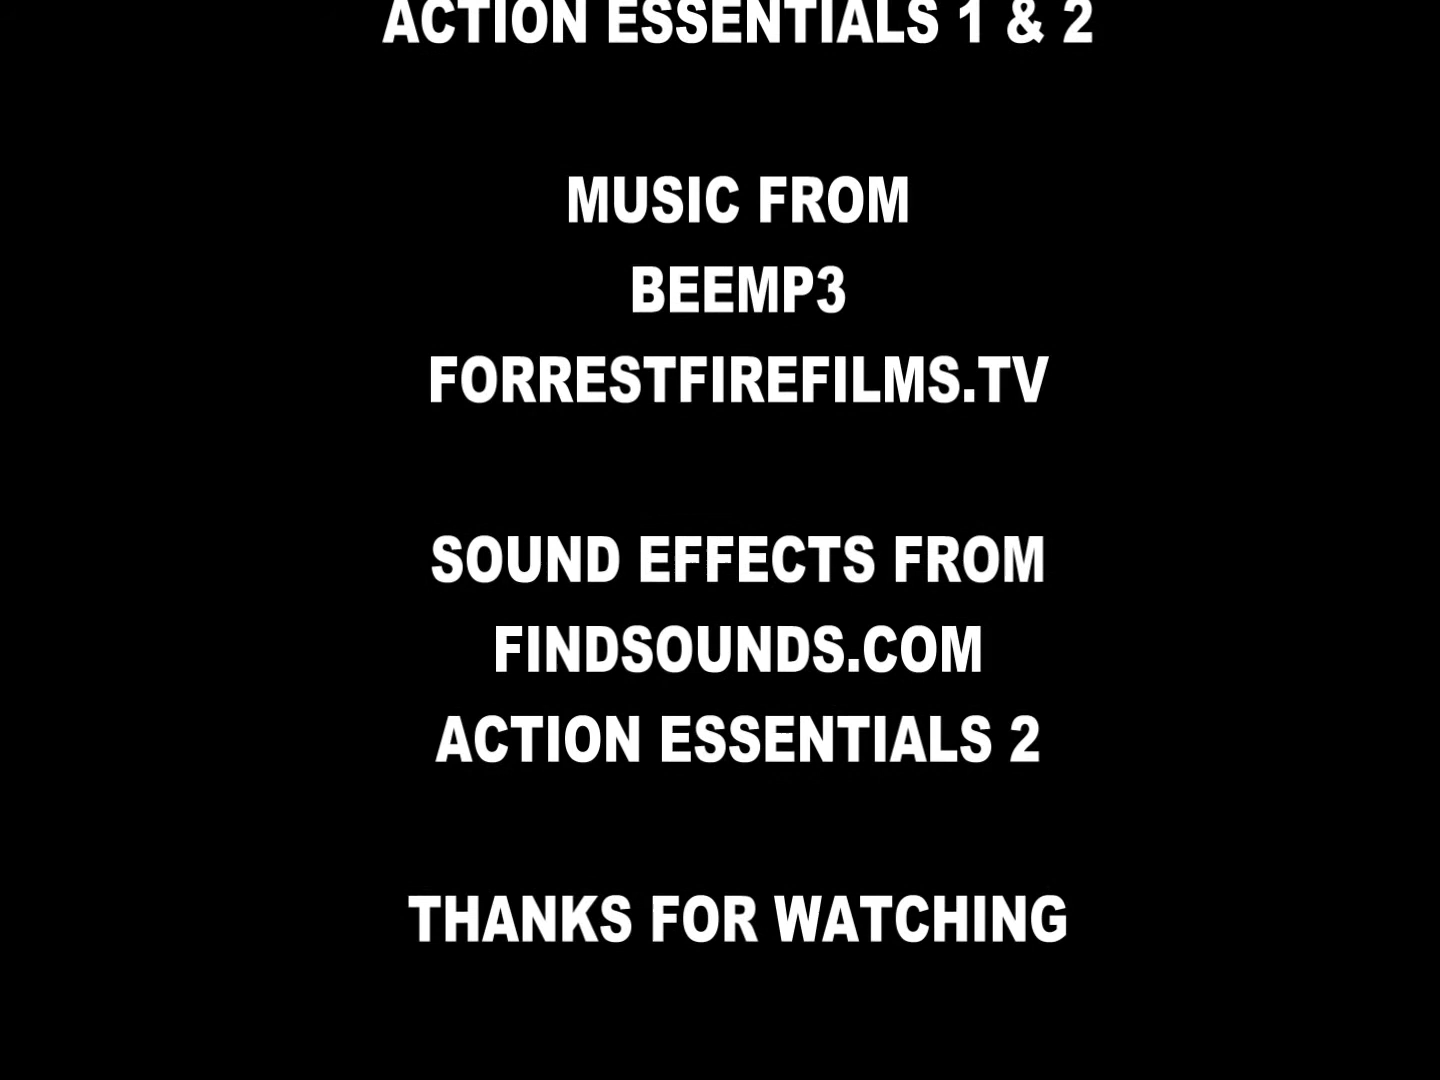 ACTION ESSENTIALS 1 & 2
MUSIC FROM
BEEMP3
FORRESTFIREFILMS.TV
SOUND EFFECTS FROM
FINDSOUNDS.COM
ACTION ESSENTIALS 2
THANKS FOR WATCHING